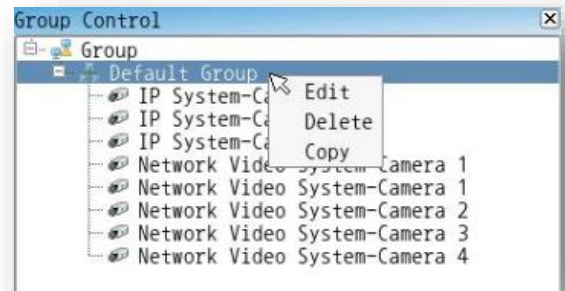 Group Control
Group
Default Group
Edit
Delete
Copy
IP System-Ca
IP System-Ca
IP System-Ca
Network Video System-Camera 1
Network Video System-Camera 1
Network Video System-Camera 2
Network Video System-Camera 3
Network Video System-Camera 4